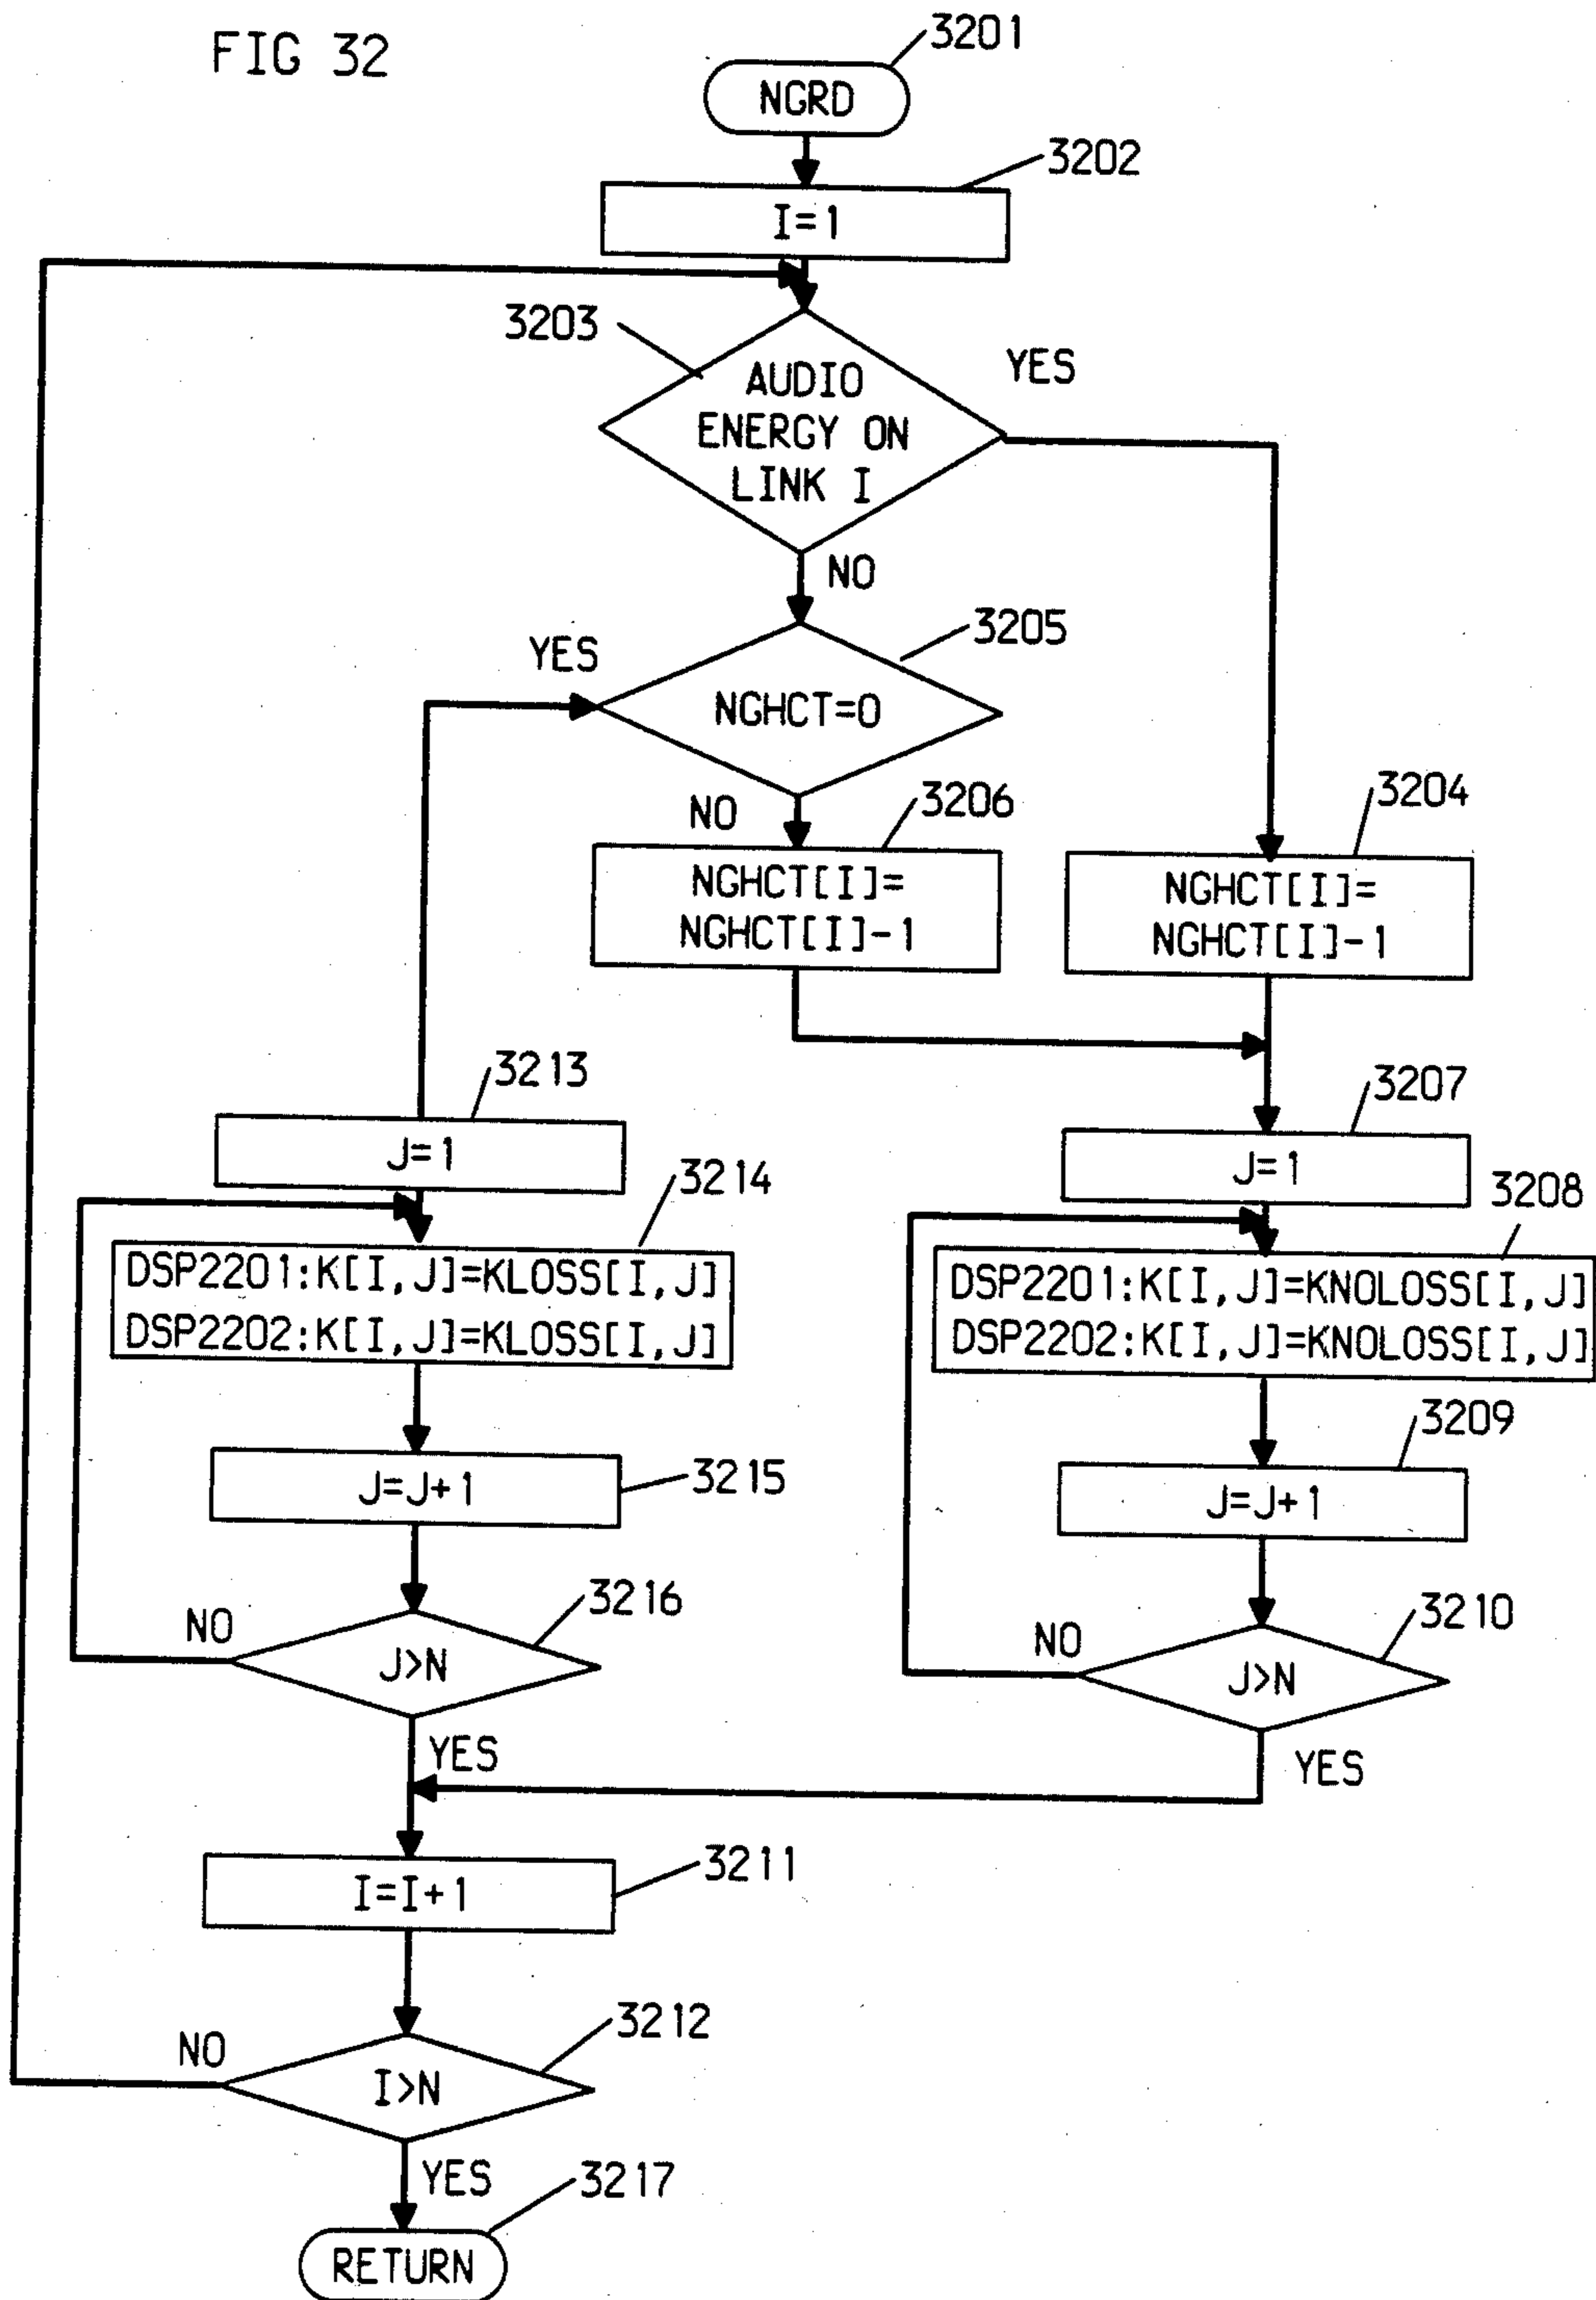 FIG 32
3201
NGRD
3202
I=1
3203
AUDIO
ENERGY ON
LINK I
YES
NO
3205
YES
NGHCT=0
NO
3206
3204
NGHCT[I]=
NGHCT[I]-1
NGHCT[I]=
NGHCT[I]-1
3213
3207
J=1
J=1
3214
3208
DSP2201:K[I,J]=KLOSS[I,J]
DSP2202:K[I,J]=KLOSS[I,J]
DSP2201:K[I,J]=KNOLOSS[I,J]
DSP2202:K[I,J]=KNOLOSS[I,J]
3209
3215
J=J+1
J=J+1
3216
3210
NO
J>N
NO
J>N
YES
YES
3211
I=I+1
3212
NO
I>N
YES
3217
RETURN